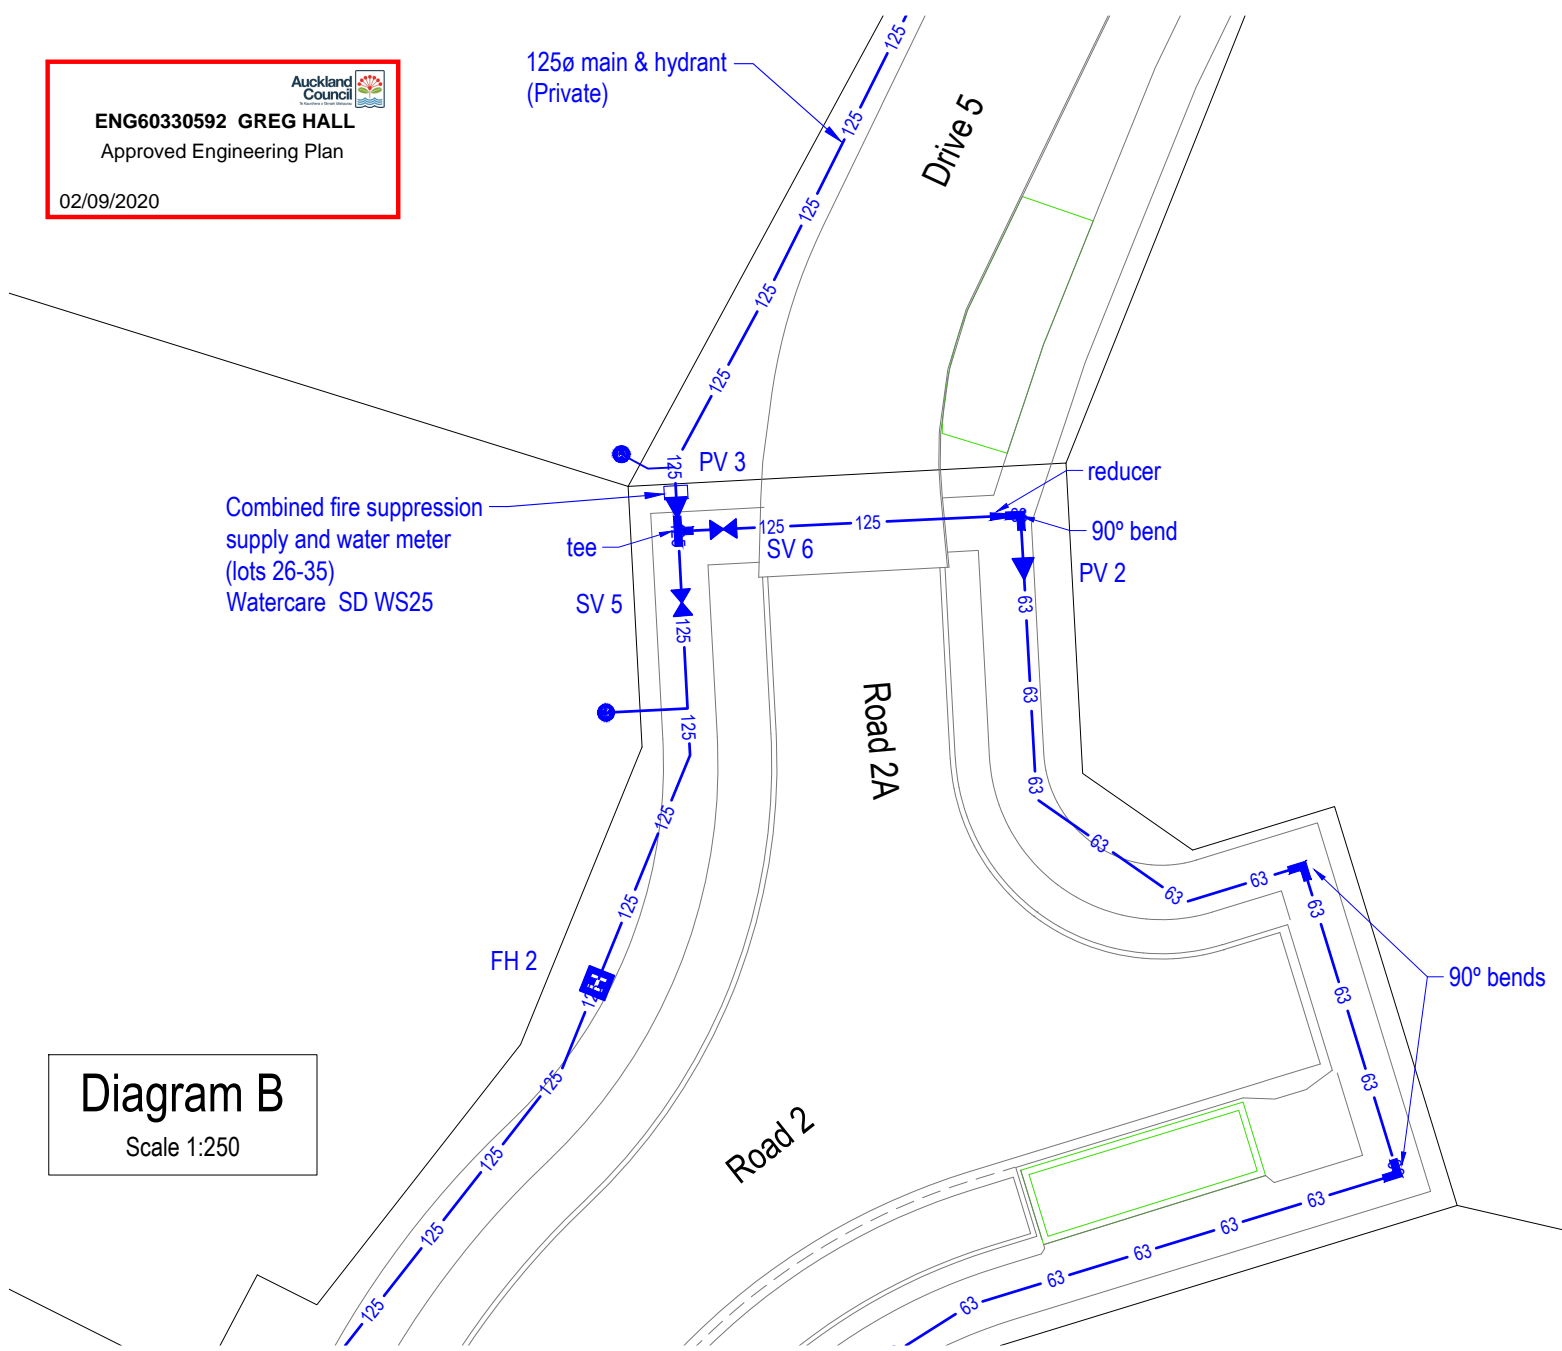 Auckland
Council
ENG60330592 GREG HALL
Approved Engineering Plan
02/09/2020
125ø main & hydrant
(Private)
125
125
125
125
125
Drive 5
PV 3
125
Combined fire suppression
supply and water meter
(lots 26-35)
Watercare SD WS25
tee
125
125
SV 6
reducer
90º bend
PV 2
SV 5
125
125
63
63
63
63
63
63
63
63
63
90º bends
Road 2A
125
125
FH 2
125
125
125
125
Diagram B
Scale 1:250
Road 2
63
63
63
63
63